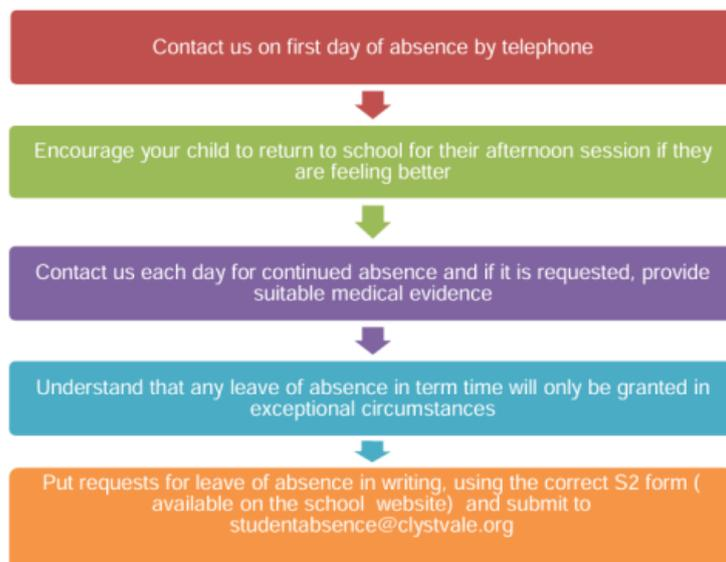 Contact us on first day of absence by telephone
Encourage your child to return to school for their afternoon session if they
are feeling better
Contact us each day for continued absence and if it is requested, provide
suitable medical evidence
Understand that any leave of absence in term time will only be granted in
exceptional circumstances
Put requests for leave of absence in writing, using the correct S2 form (
available on the school  website)  and submit to
studentabsence@clystvale.org